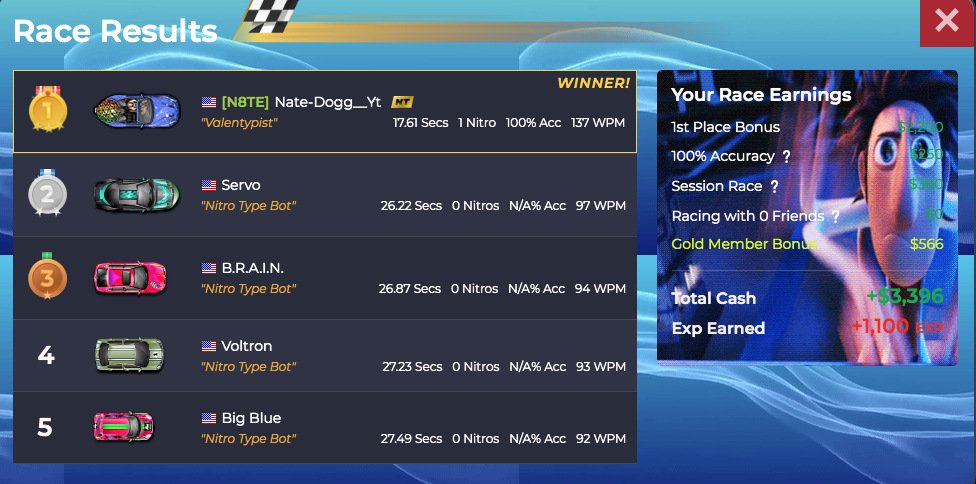 Race Results
WINNER!
1
[N8TE] Nate-Dogg__Yt NT
"Valentypist" 17.61 Secs 1 Nitro 100% Acc 137 WPM
2
Servo
"Nitro Type Bot" 26.22 Secs 0 Nitros N/A% Acc 97 WPM
3
B.R.A.I.N.
"Nitro Type Bot" 26.87 Secs 0 Nitros N/A% Acc 94 WPM
4
Voltron
"Nitro Type Bot" 27.23 Secs 0 Nitros N/A% Acc 93 WPM
5
Big Blue
"Nitro Type Bot" 27.49 Secs 0 Nitros N/A% Acc 92 WPM
Your Race Earnings
1st Place Bonus
100% Accuracy ? $250
Session Race ?
Racing with 0 Friends ? $0
Gold Member Bonus $566
Total Cash +$3,396
Exp Earned +1,100 EXP